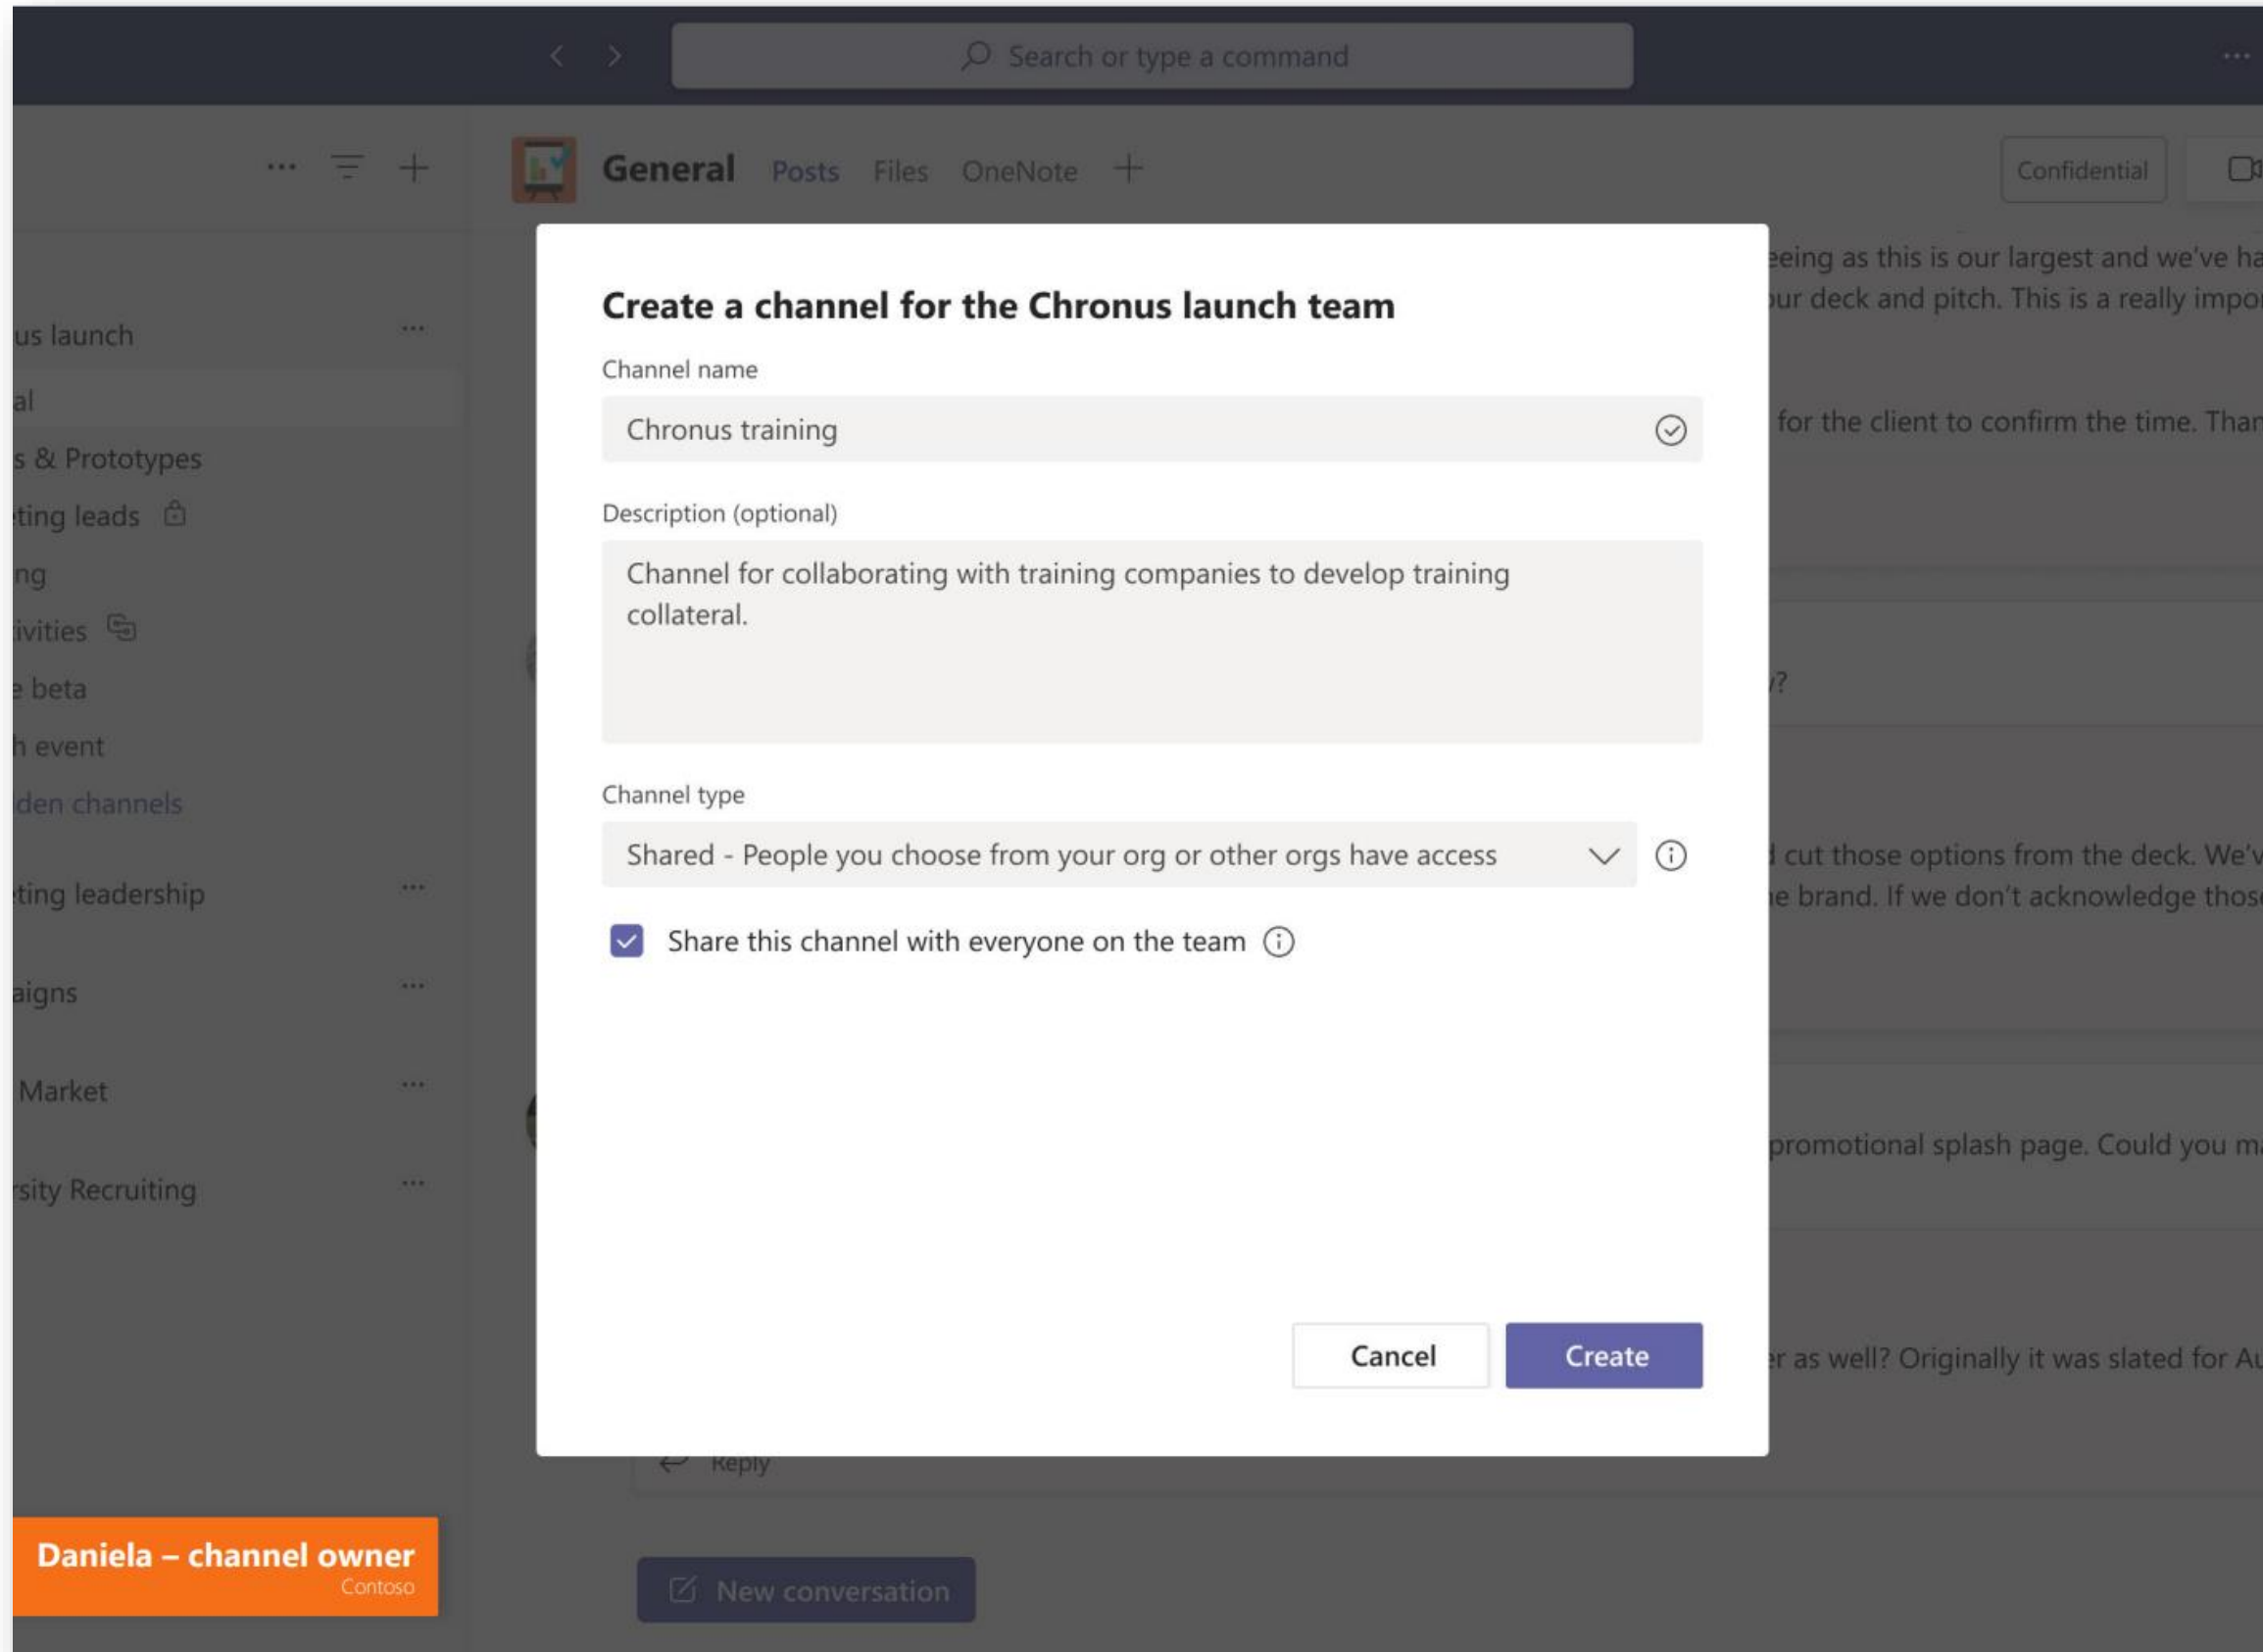 Search or type a command
General Posts Files OneNote
Confidential
us launch
al
s & Prototypes
ting leads
ng
ivities
e beta
h event
den channels
ting leadership
aigns
Market
rsity Recruiting
Daniela – channel owner
Contoso
Create a channel for the Chronus launch team
Channel name
Chronus training
Description (optional)
Channel for collaborating with training companies to develop training
collateral.
Channel type
Shared - People you choose from your org or other orgs have access
Share this channel with everyone on the team
Cancel
Create
eeing as this is our largest and we've ha
ur deck and pitch. This is a really impor
for the client to confirm the time. Than
?
cut those options from the deck. We'v
e brand. If we don't acknowledge those
promotional splash page. Could you ma
er as well? Originally it was slated for Au
Reply
New conversation